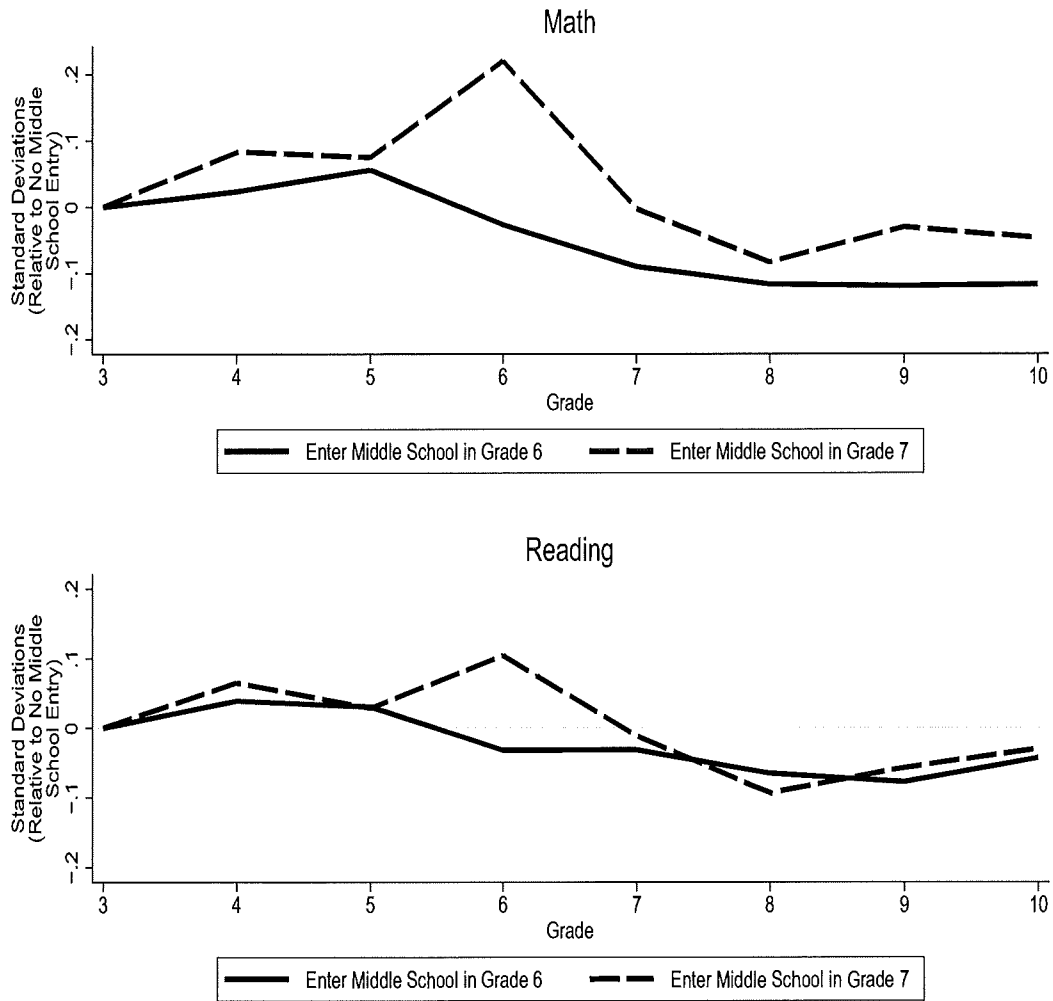 Math
Standard Deviations
(Relative to No Middle
School Entry)
.2
.1
0
-.1
-.2
3 4 5 6 7 8 9 10
Grade
Enter Middle School in Grade 6 Enter Middle School in Grade 7
Reading
Standard Deviations
(Relative to No Middle
School Entry)
.2
.1
0
-.1
-.2
3 4 5 6 7 8 9 10
Grade
Enter Middle School in Grade 6 Enter Middle School in Grade 7